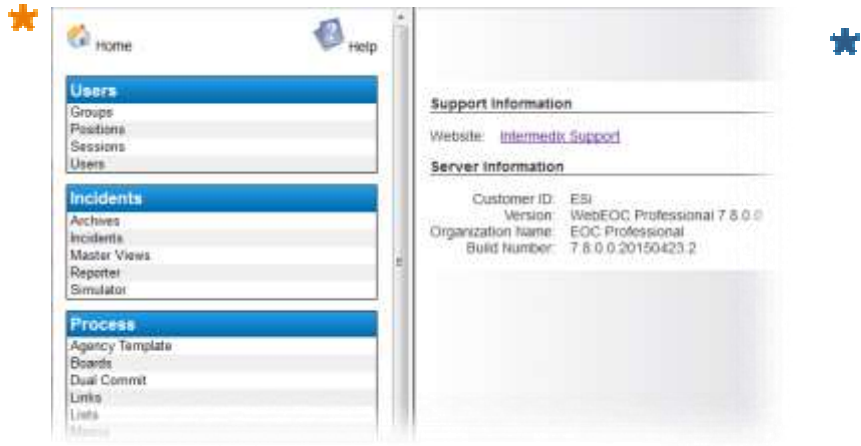 Home
Help
Users
Groups
Positions
Sessions
Users
Incidents
Archives
Incidents
Master Views
Reporter
Simulator
Process
Agency Template
Boards
Dual Commit
Links
Lists
Menus
Support Information
Website: Intermedix Support
Server Information
Customer ID: ESi
Version: WebEOC Professional 7.8.0.0
Organization Name: EOC Professional
Build Number: 7.8.0.0.20150423.2